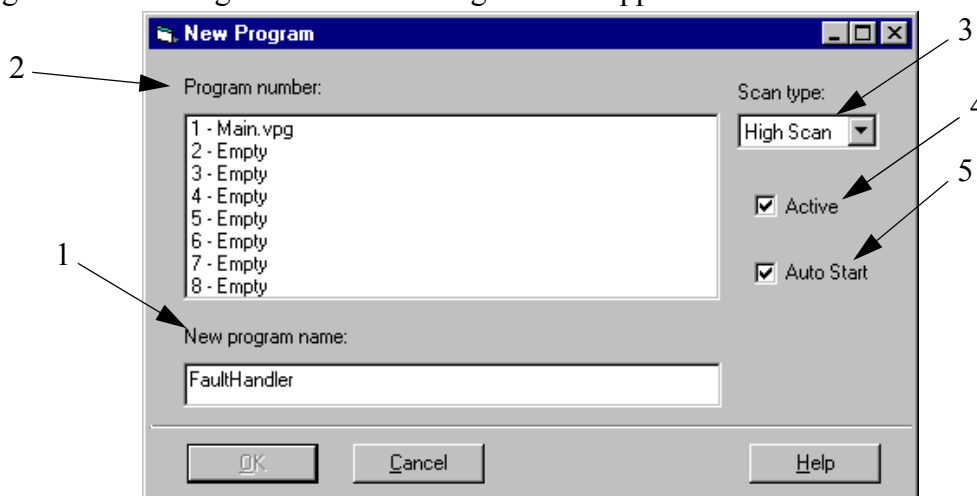 New Program
3
2
Program number:
Scan type:
1 - Main.vpg
High Scan
2 - Empty
3 - Empty
4 - Empty
5 - Empty
6 - Empty
7 - Empty
8 - Empty
4
Active
5
Auto Start
1
New program name:
FaultHandler
OK
Cancel
Help